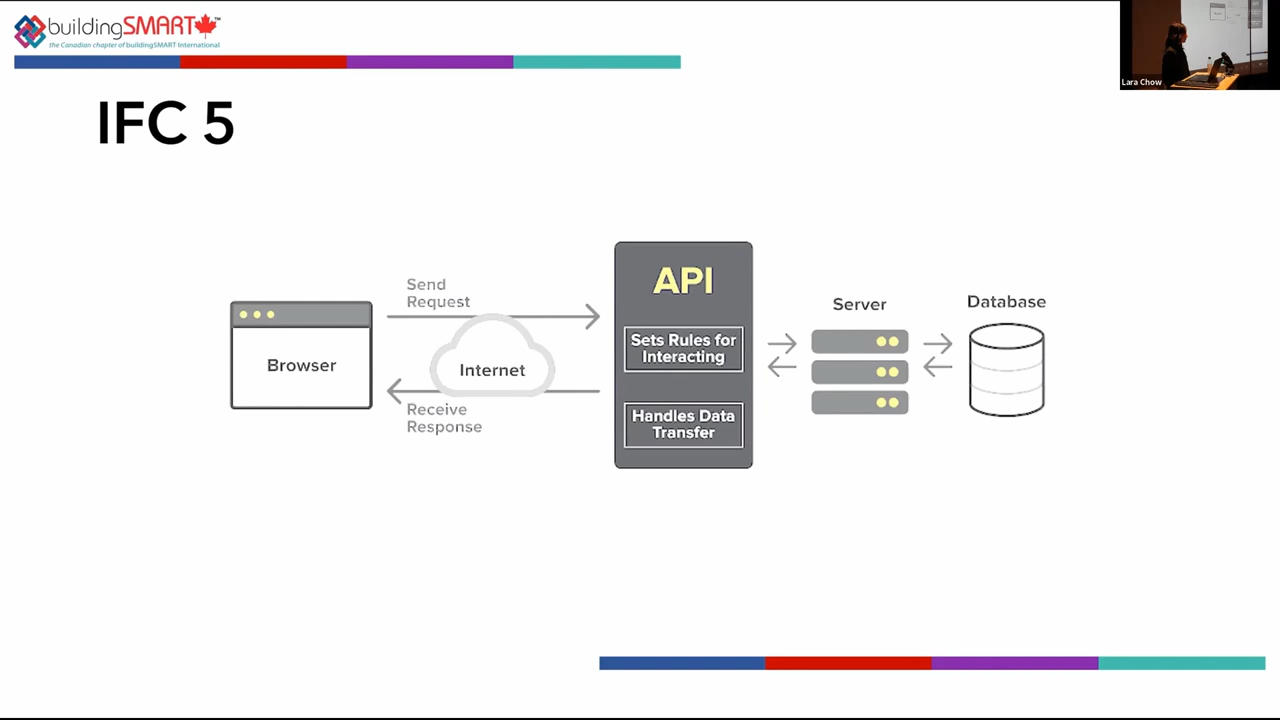 buildingSMART™
the Canadian chapter of buildingSMART International
Lara Chow
IFC 5
Send
Request
Browser
Internet
Receive
Response
API
Sets Rules for
Interacting
Handles Data
Transfer
Server
Database